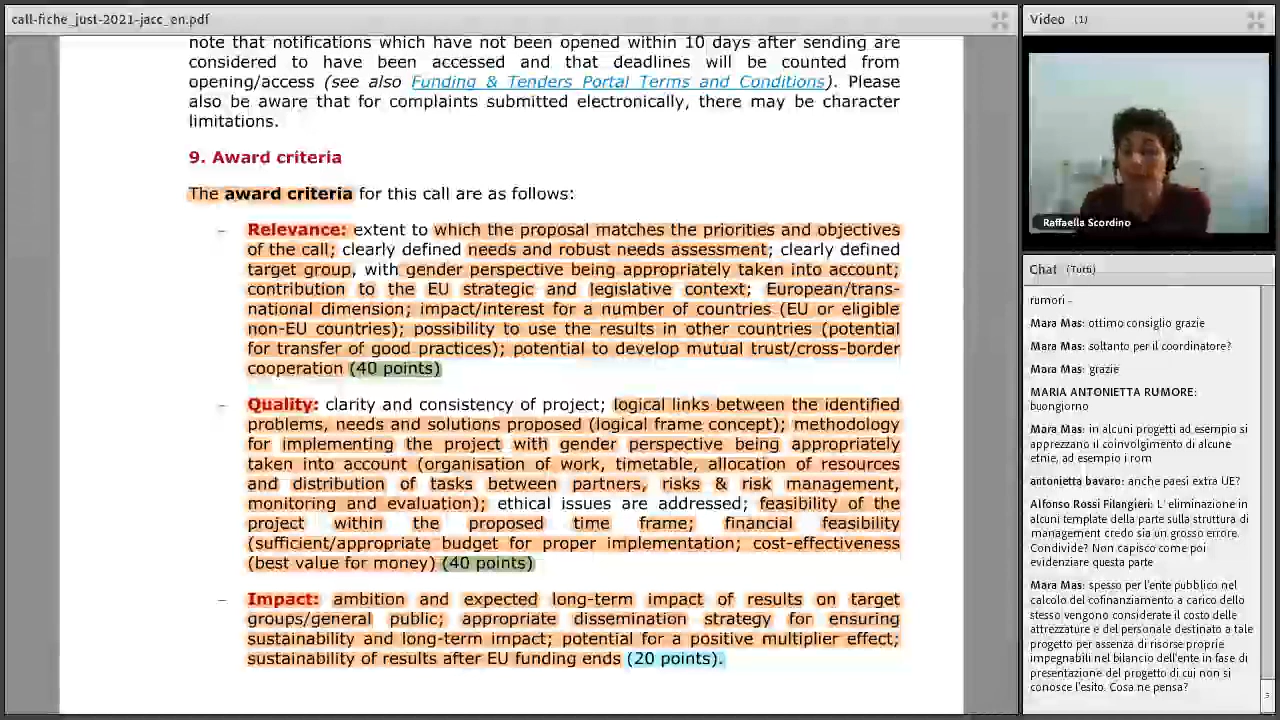 call-fiche_just-2021-jacc_en.pdf
note that notifications which have not been opened within 10 days after sending are
considered to have been accessed and that deadlines will be counted from
opening/access (see also Funding & Tenders Portal Terms and Conditions). Please
also be aware that for complaints submitted electronically, there may be character
limitations.
9. Award criteria
The award criteria for this call are as follows:
- Relevance: extent to which the proposal matches the priorities and objectives
of the call; clearly defined needs and robust needs assessment; clearly defined
target group, with gender perspective being appropriately taken into account;
contribution to the EU strategic and legislative context; European/trans-
national dimension; impact/interest for a number of countries (EU or eligible
non-EU countries); possibility to use the results in other countries (potential
for transfer of good practices); potential to develop mutual trust/cross-border
cooperation (40 points)
- Quality: clarity and consistency of project; logical links between the identified
problems, needs and solutions proposed (logical frame concept); methodology
for implementing the project with gender perspective being appropriately
taken into account (organisation of work, timetable, allocation of resources
and distribution of tasks between partners, risks & risk management,
monitoring and evaluation); ethical issues are addressed; feasibility of the
project within the proposed time frame; financial feasibility
(sufficient/appropriate budget for proper implementation; cost-effectiveness
(best value for money) (40 points)
- Impact: ambition and expected long-term impact of results on target
groups/general public; appropriate dissemination strategy for ensuring
sustainability and long-term impact; potential for a positive multiplier effect;
sustainability of results after EU funding ends (20 points).
Video (1)
Raffaella Scordino
Chat (Tutti)
rumori -
Mara Mas: ottimo consiglio grazie
Mara Mas: soltanto per il coordinatore?
Mara Mas: grazie
MARIA ANTONIETTA RUMORE:
buongiorno
Mara Mas: in alcuni progetti ad esempio si
apprezzano il coinvolgimento di alcune
etnie, ad esempio i rom
antonietta bavaro: anche paesi extra UE?
Alfonso Rossi Filangieri: L' eliminazione in
alcuni template della parte sulla struttura di
management credo sia un grosso errore.
Condivide? Non capisco come poi
evidenziare questa parte
Mara Mas: spesso per l'ente pubblico nel
calcolo del cofinanziamento a carico dello
stesso vengono considerate il costo delle
attrezzature e del personale destinato a tale
progetto per assenza di risorse proprie
impegnabili nel bilancio dell'ente in fase di
presentazione del progetto di cui non si
conosce l'esito. Cosa ne pensa?